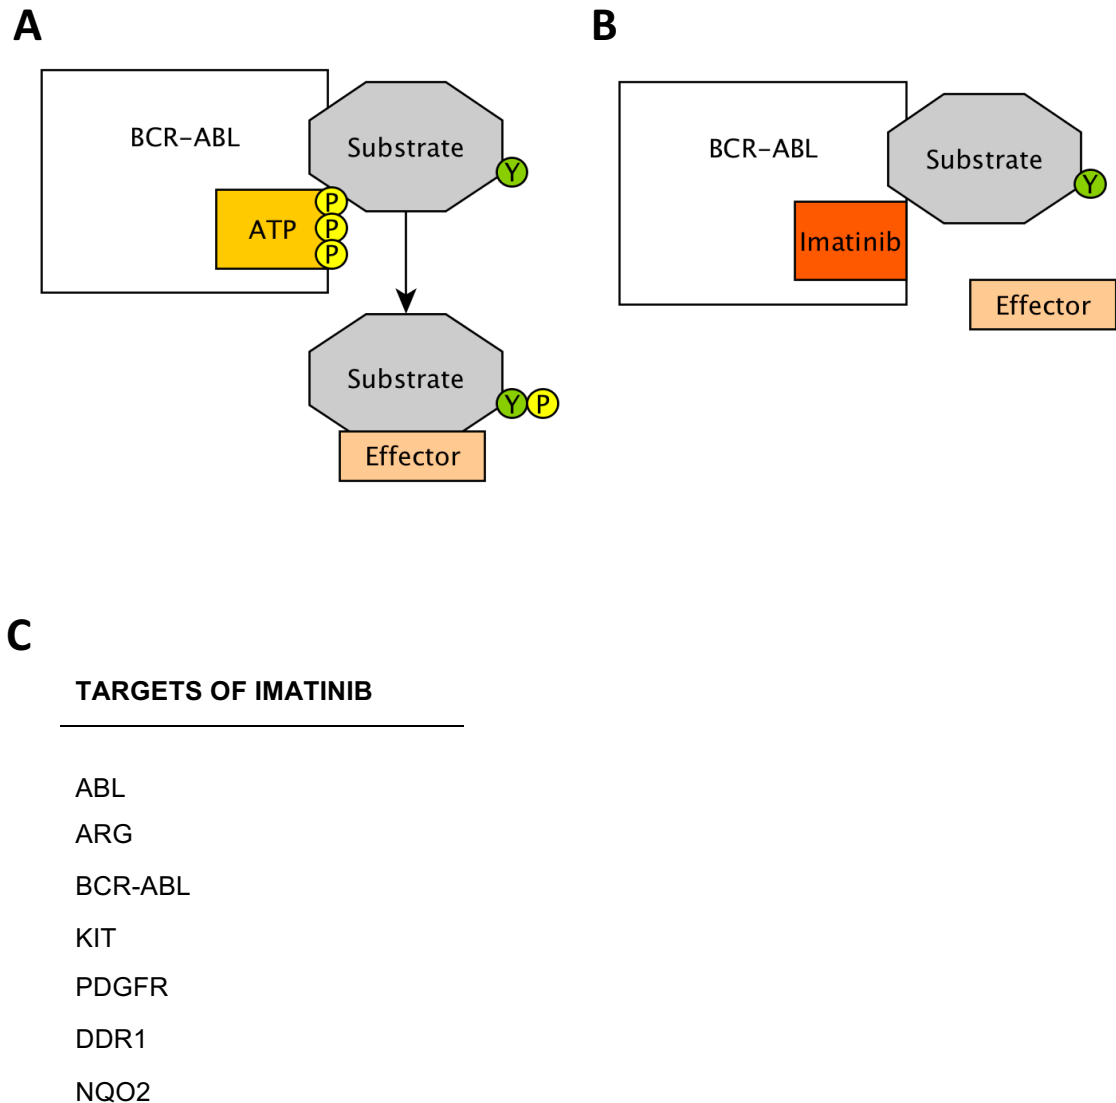 A
BCR–ABL
Substrate
Y
ATP
P
P
P
Substrate
Y P
Effector
B
BCR–ABL
Substrate
Y
Imatinib
Effector
C
TARGETS OF IMATINIB
ABL
ARG
BCR-ABL
KIT
PDGFR
DDR1
NQO2